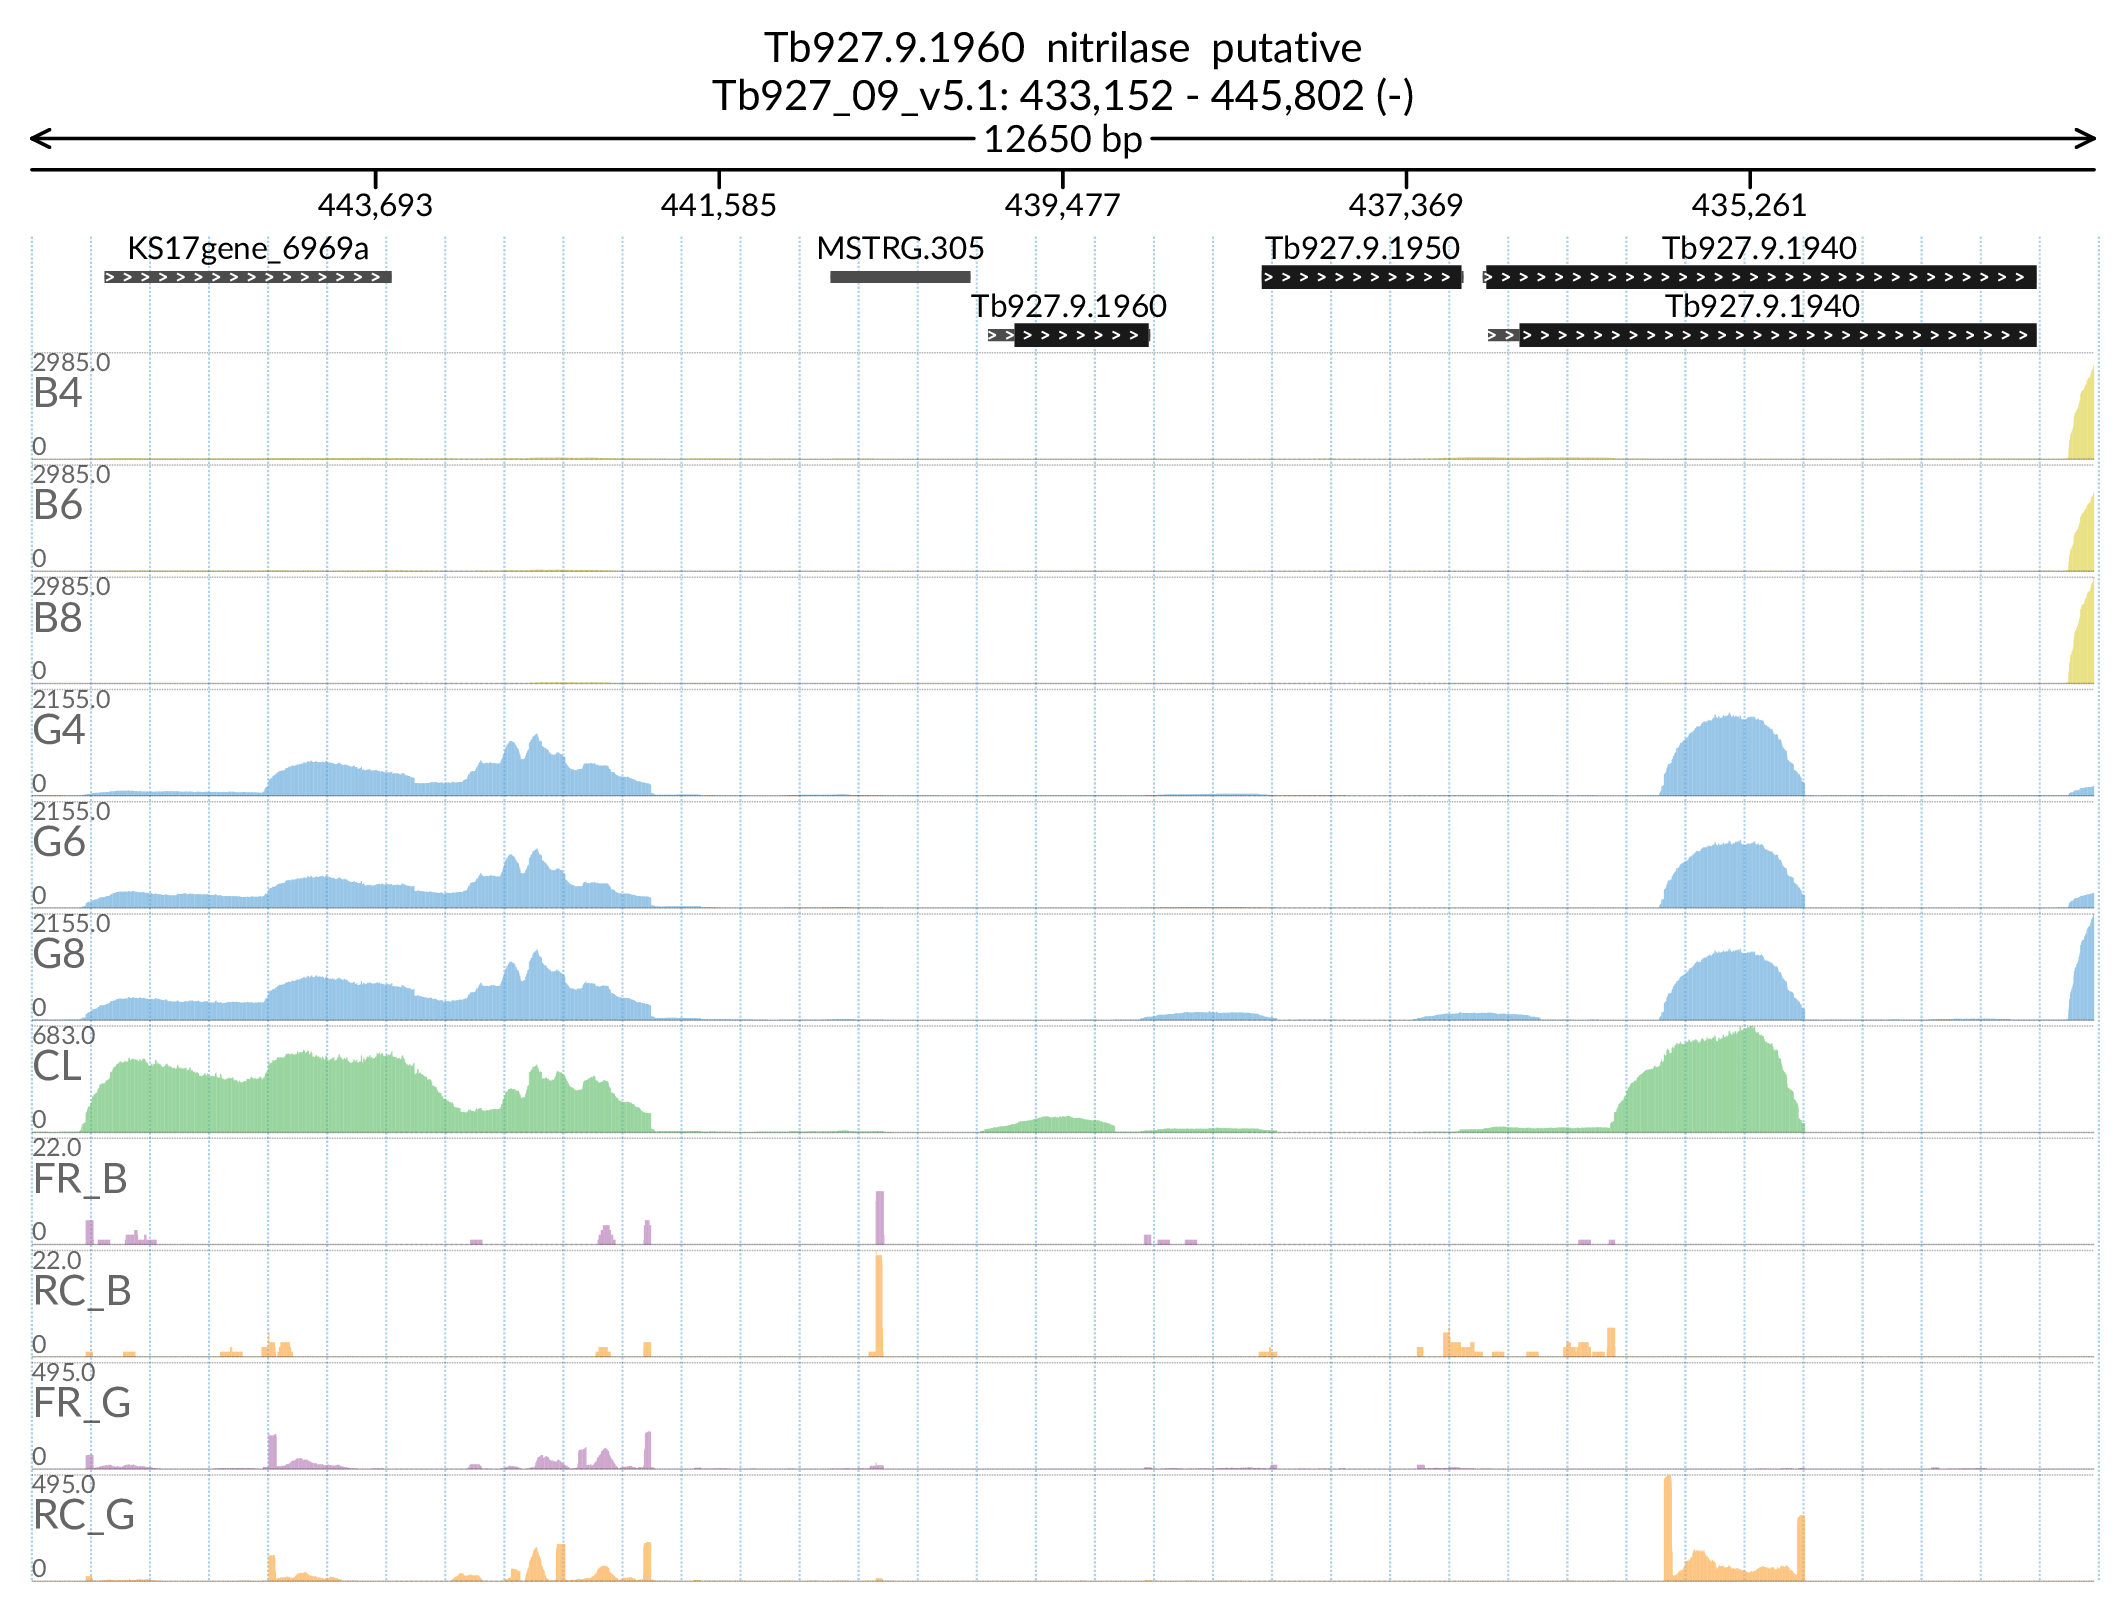 Tb927.9.1960 nitrilase putative
Tb927_09_v5.1: 433,152 - 445,802 (-)
12650 bp
443,693 441,585 439,477 437,369 435,261
KS17gene_6969a MSTRG.305 Tb927.9.1950 Tb927.9.1940
Tb927.9.1960 Tb927.9.1940
2985.0
B4
0
2985.0
B6
0
2985.0
B8
0
2155.0
G4
0
2155.0
G6
0
2155.0
G8
0
683.0
CL
0
22.0
FR_B
0
22.0
RC_B
0
495.0
FR_G
0
495.0
RC_G
0